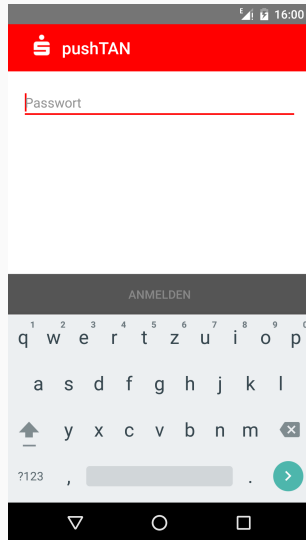 E 16:00
pushTAN
Passwort
ANMELDEN
1 2 3 4 5 6 7 8 9 0
q w e r t z u i o p
a s d f g h j k l
y x c v b n m
?123 , .